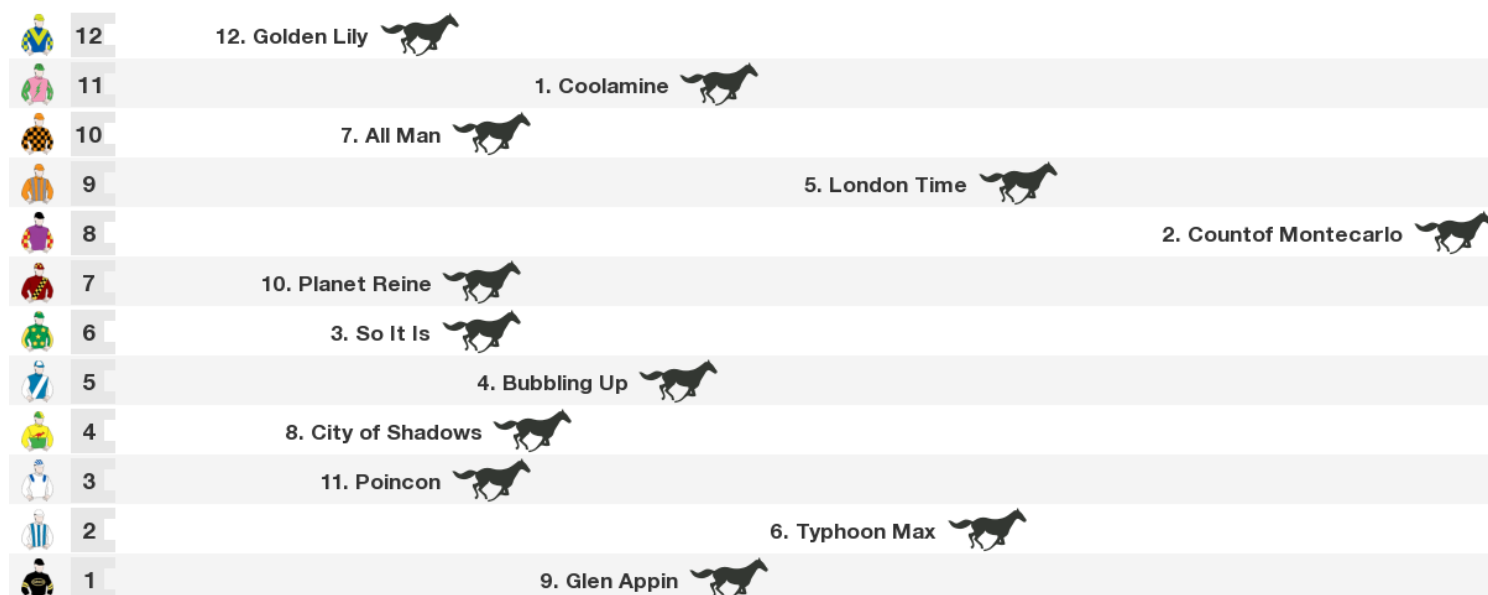 12 12. Golden Lily
11 1. Coolamine
10 7. All Man
9 5. London Time
8 2. Countof Montecarlo
7 10. Planet Reine
6 3. So It Is
5 4. Bubbling Up
4 8. City of Shadows
3 11. Poincon
2 6. Typhoon Max
1 9. Glen Appin